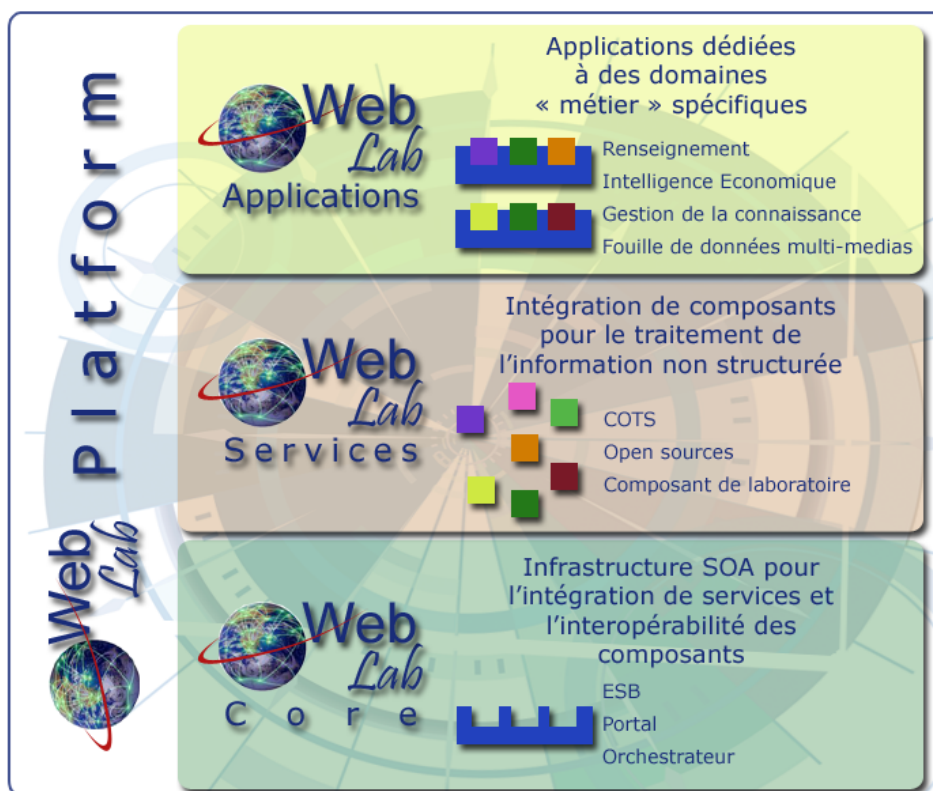 Web Lab Platform
Web
Lab
Applications
Applications dédiées
à des domaines
« métier » spécifiques
Renseignement
Intelligence Economique
Gestion de la connaissance
Fouille de données multi-medias
Web
Lab
Services
Intégration de composants
pour le traitement de
l'information non structurée
COTS
Open sources
Composant de laboratoire
Web
Lab
Core
Infrastructure SOA pour
l'intégration de services et
l'interopérabilité des
composants
ESB
Portal
Orchestrateur